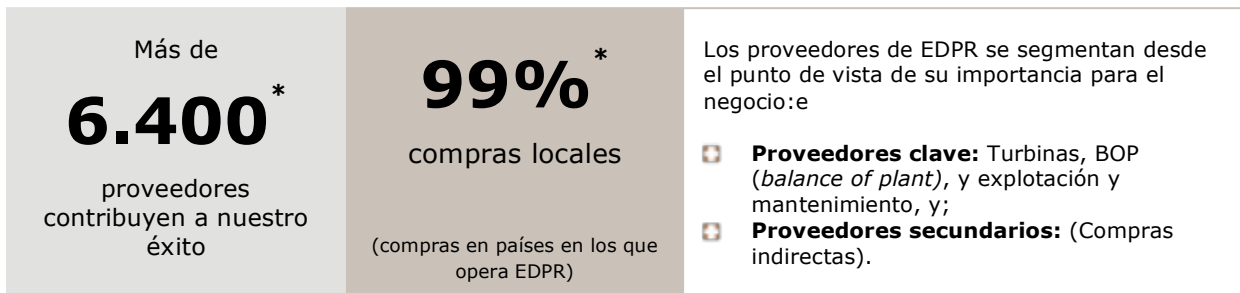 Más de
6.400*
proveedores
contribuyen a nuestro
éxito
99%*
compras locales
(compras en países en los que
opera EDPR)
Los proveedores de EDPR se segmentan desde
el punto de vista de su importancia para el
negocio:e
Proveedores clave: Turbinas, BOP
(balance of plant), y explotación y
mantenimiento, y;
Proveedores secundarios: (Compras
indirectas).